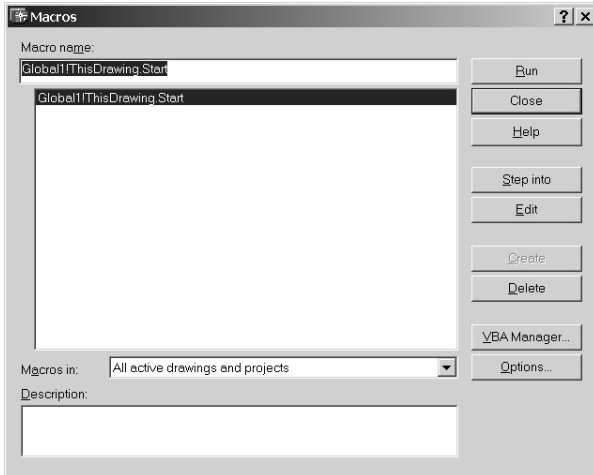 Macros
Macro name:
Global1!ThisDrawing.Start
Global1!ThisDrawing.Start
Run
Close
Help
Step into
Edit
Create
Delete
VBA Manager...
Options...
Macros in:
All active drawings and projects
Description: